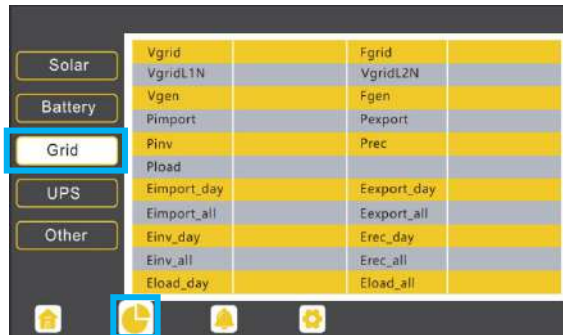 Solar
Battery
Grid
UPS
Other
Vgrid Fgrid
VgridL1N VgridL2N
Vgen Fgen
Pimport Pexport
Pinv Prec
Pload
Eimport_day Eexport_day
Eimport_all Eexport_all
Einv_day Erec_day
Einv_all Erec_all
Eload_day Eload_all